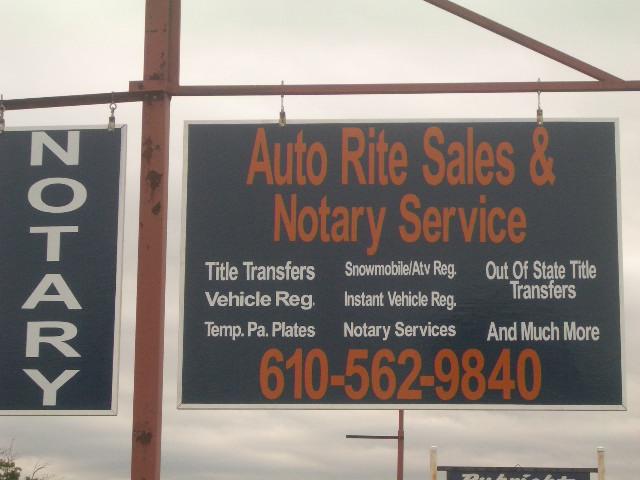 NOTARY
Auto Rite Sales &
Notary Service
Title Transfers
Vehicle Reg.
Temp. Pa. Plates
Snowmobile/Atv Reg.
Instant Vehicle Reg.
Notary Services
Out Of State Title
Transfers
And Much More
610-562-9840